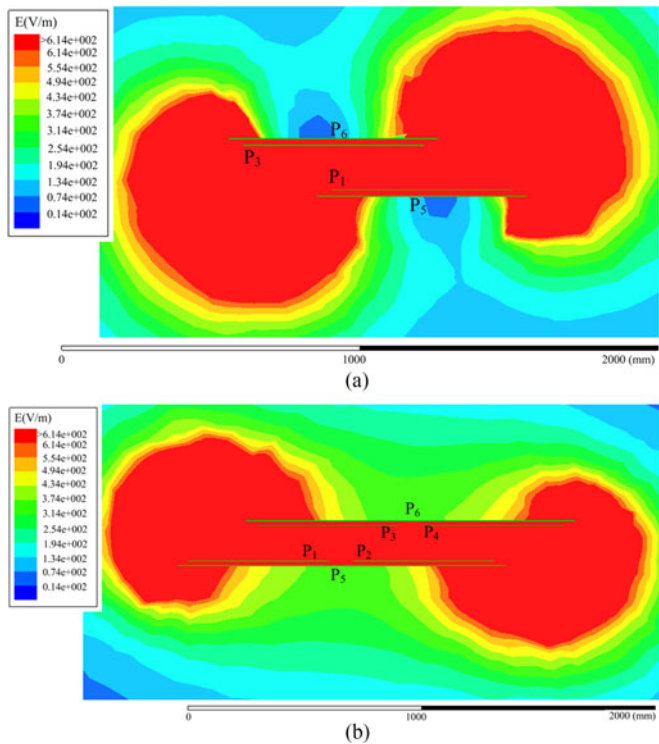 E(V/m)
>6.14e+002
6.14e+002
5.54e+002
4.94e+002
4.34e+002
3.74e+002
3.14e+002
2.54e+002
1.94e+002
1.34e+002
0.74e+002
0.14e+002
P6
P3
P1
P5
0 1000 2000 (mm)
(a)
E(V/m)
>6.14e+002
6.14e+002
5.54e+002
4.94e+002
4.34e+002
3.74e+002
3.14e+002
2.54e+002
1.94e+002
1.34e+002
0.74e+002
0.14e+002
P6
P3 P4
P1 P2
P5
0 1000 2000 (mm)
(b)